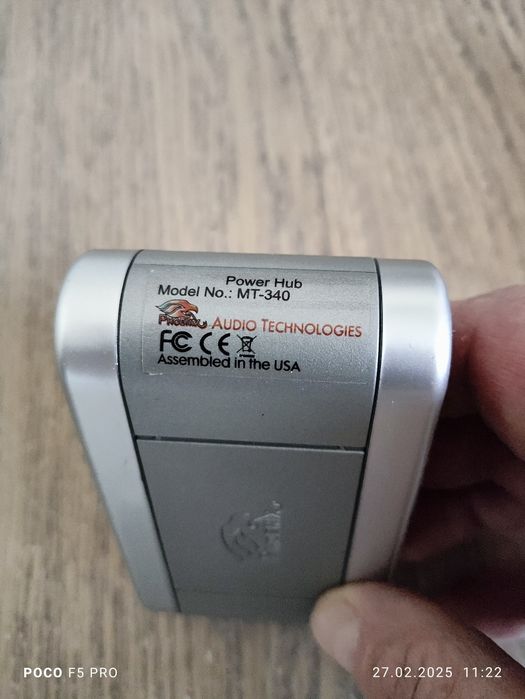 Power Hub
Model No.: MT-340
PHOENIX AUDIO TECHNOLOGIES
FC CE
Assembled in the USA
POCO F5 PRO
27.02.2025 11:22